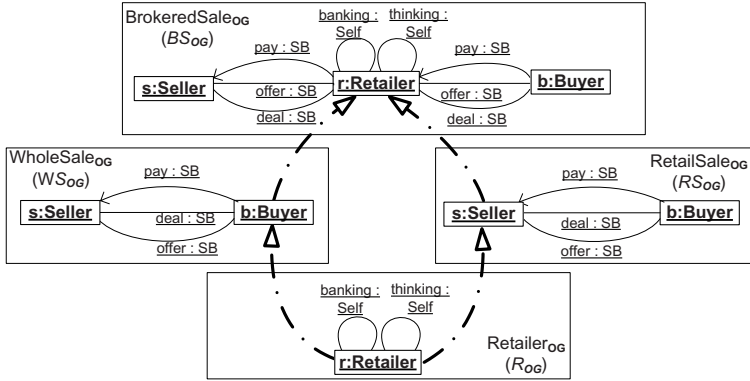 BrokeredSaleOG
(BSOG)
banking :
Self
thinking :
Self
pay : SB
pay : SB
s:Seller
r:Retailer
b:Buyer
offer : SB
offer : SB
deal : SB
deal : SB
WholeSaleOG
(WSOG)
pay : SB
s:Seller
b:Buyer
deal : SB
offer : SB
RetailSaleOG
(RSOG)
pay : SB
s:Seller
b:Buyer
deal : SB
offer : SB
banking :
Self
thinking :
Self
r:Retailer
RetailerOG
(ROG)